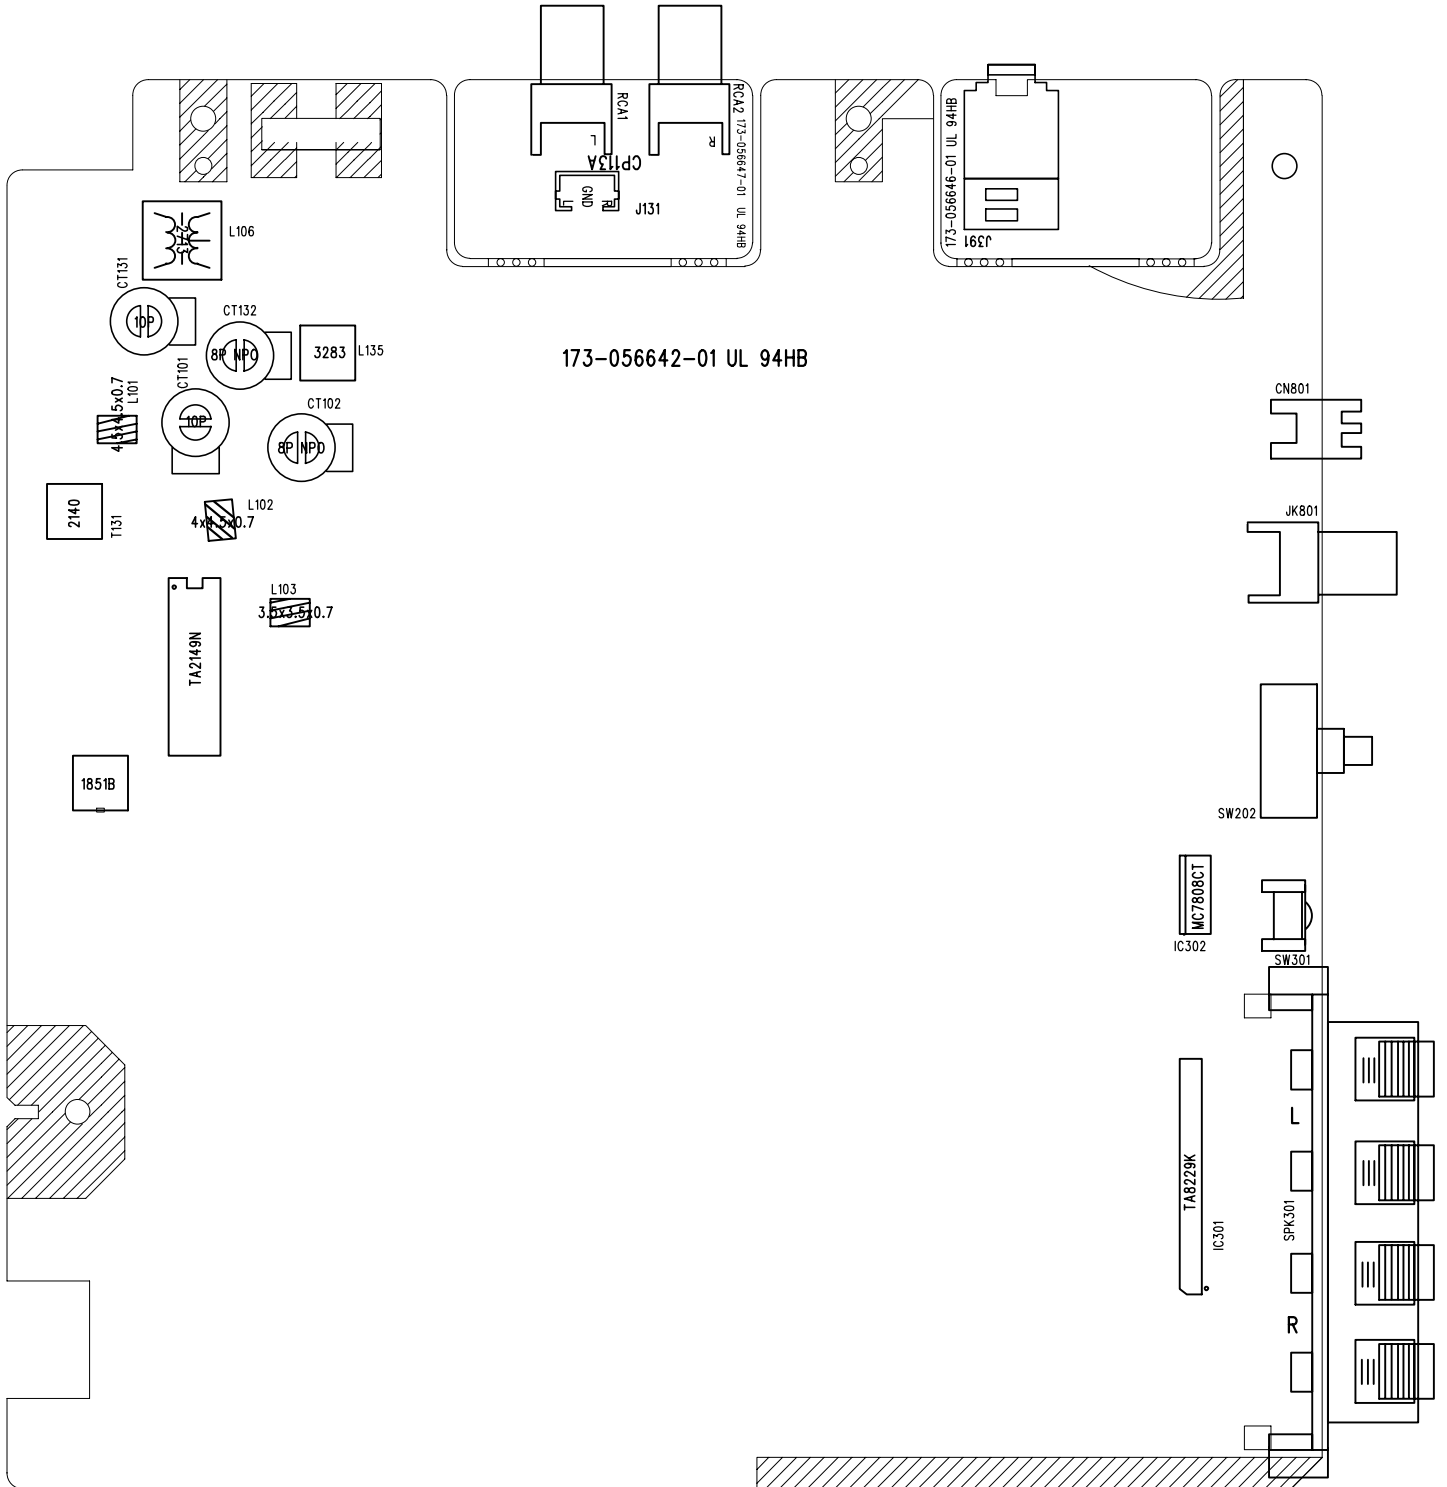 RCA1
L
RCA2
R
173-056647-01 UL 94HB
CP113A
L
GND
R
J131
173-056646-01 UL 94HB
J391
2713
L106
CT131
10P
CT132
8P NPO
3283
L135
173-056642-01 UL 94HB
L101
4.5x4.5x0.7
CT101
10P
CT102
8P NPO
CN801
2140
T131
L102
4x4.5x0.7
JK801
L103
3.5x3.5x0.7
TA2149N
1851B
SW202
MC7808CT
IC302
SW301
L
TA8229K
IC301
SPK301
R